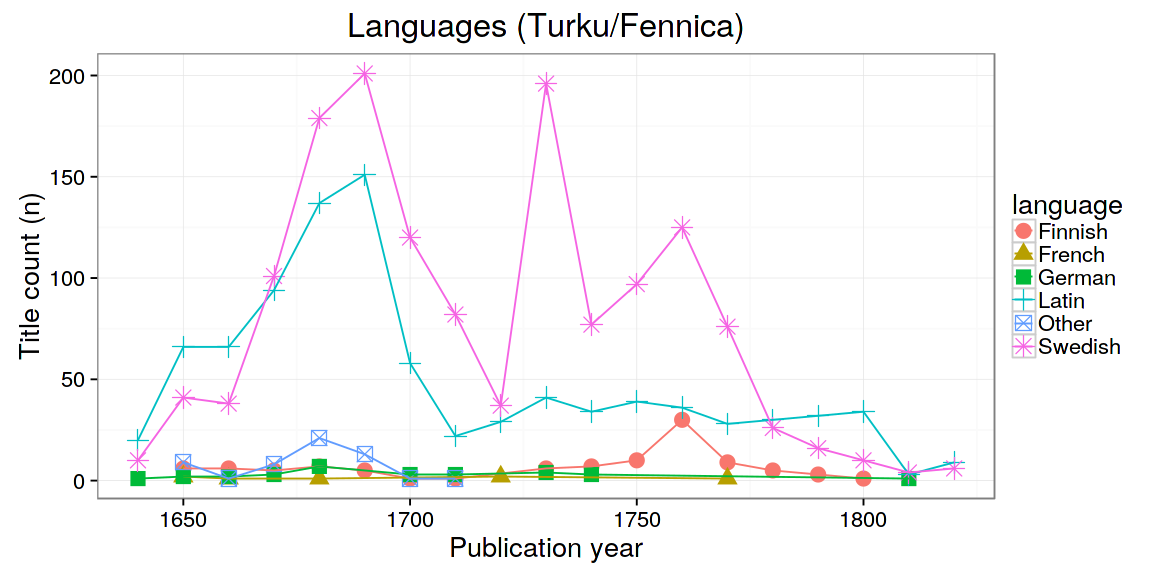 Languages (Turku/Fennica)
Title count (n)
200
150
100
50
0
1650 1700 1750 1800
Publication year
language
Finnish
French
German
Latin
Other
Swedish